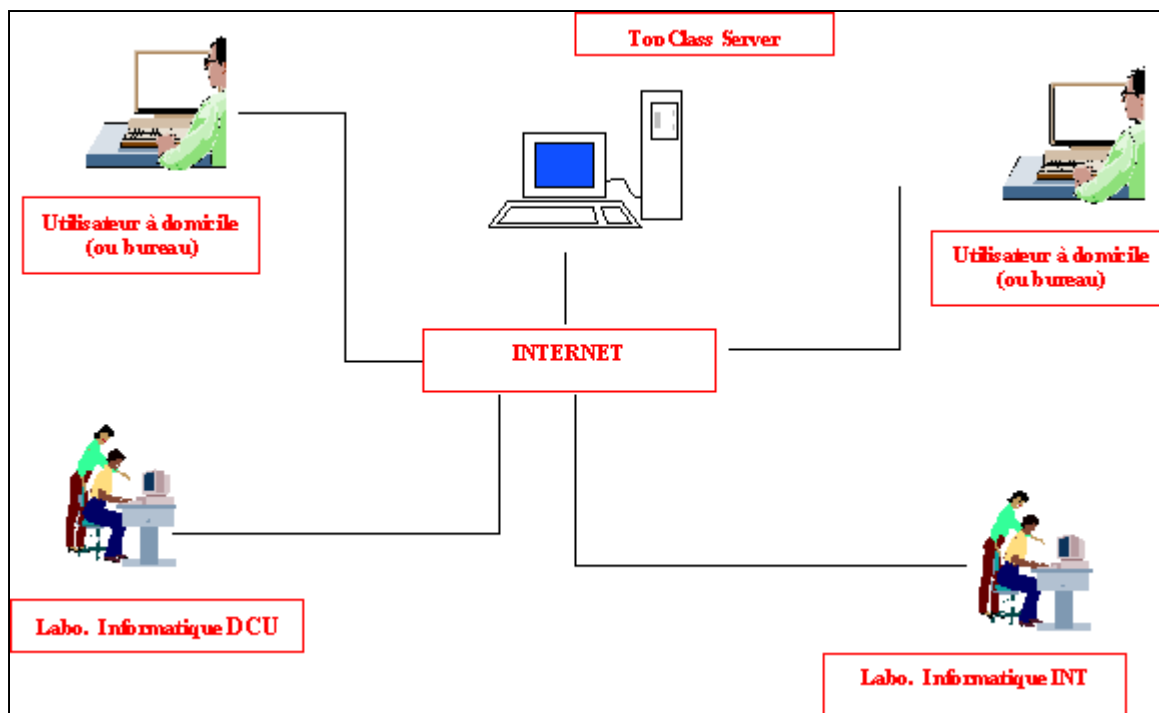 TopClass Server
Utilisateur à domicile
(ou bureau)
Utilisateur à domicile
(ou bureau)
INTERNET
Labo. Informatique DCU
Labo. Informatique INT